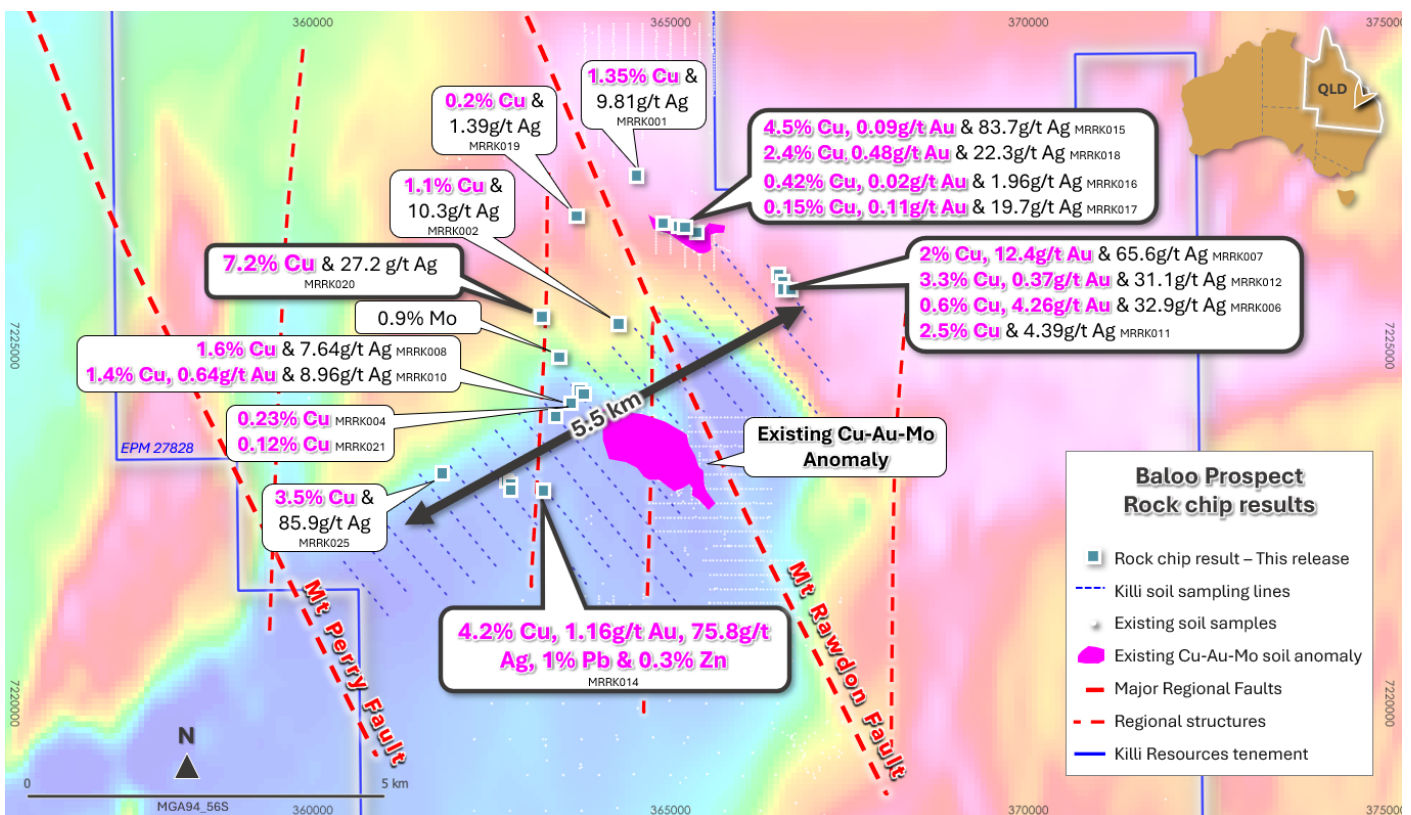 360000
365000
370000
375000
1.35% Cu &
9.81g/t Ag
MRRK001
0.2% Cu &
1.39g/t Ag
MRRK019
QLD
4.5% Cu, 0.09g/t Au & 83.7g/t Ag MRRK015
2.4% Cu 0.48g/t Au & 22.3g/t Ag MRRK018
0.42% Cu, 0.02g/t Au & 1.96g/t Ag MRRK016
0.15% Cu, 0.11g/t Au & 19.7g/t Ag MRRK017
1.1% Cu &
10.3g/t Ag
MRRK002
7.2% Cu & 27.2 g/t Ag
MRRK020
2% Cu, 12.4g/t Au & 65.6g/t Ag MRRK007
3.3% Cu, 0.37g/t Au & 31.1g/t Ag MRRK012
0.6% Cu, 4.26g/t Au & 32.9g/t Ag MRRK006
2.5% Cu & 4.39g/t Ag MRRK011
0.9% Mo
7225000
7225000
1.6% Cu & 7.64g/t Ag MRRK008
1.4% Cu, 0.64g/t Au & 8.96g/t Ag MRRK010
0.23% Cu MRRK004
0.12% Cu MRRK021
5.5 km
EPM 27828
Existing Cu-Au-Mo
Anomaly
3.5% Cu &
85.9g/t Ag
MRRK025
Baloo Prospect
Rock chip results
Rock chip result – This release
Killi soil sampling lines
Existing soil samples
Existing Cu-Au-Mo soil anomaly
Major Regional Faults
Regional structures
Killi Resources tenement
Mt Perry Fault
Mt Rawdon Fault
4.2% Cu, 1.16g/t Au, 75.8g/t
Ag, 1% Pb & 0.3% Zn
MRRK014
7220000
7220000
N
0
5 km
MGA94_56S
360000
365000
370000
375000